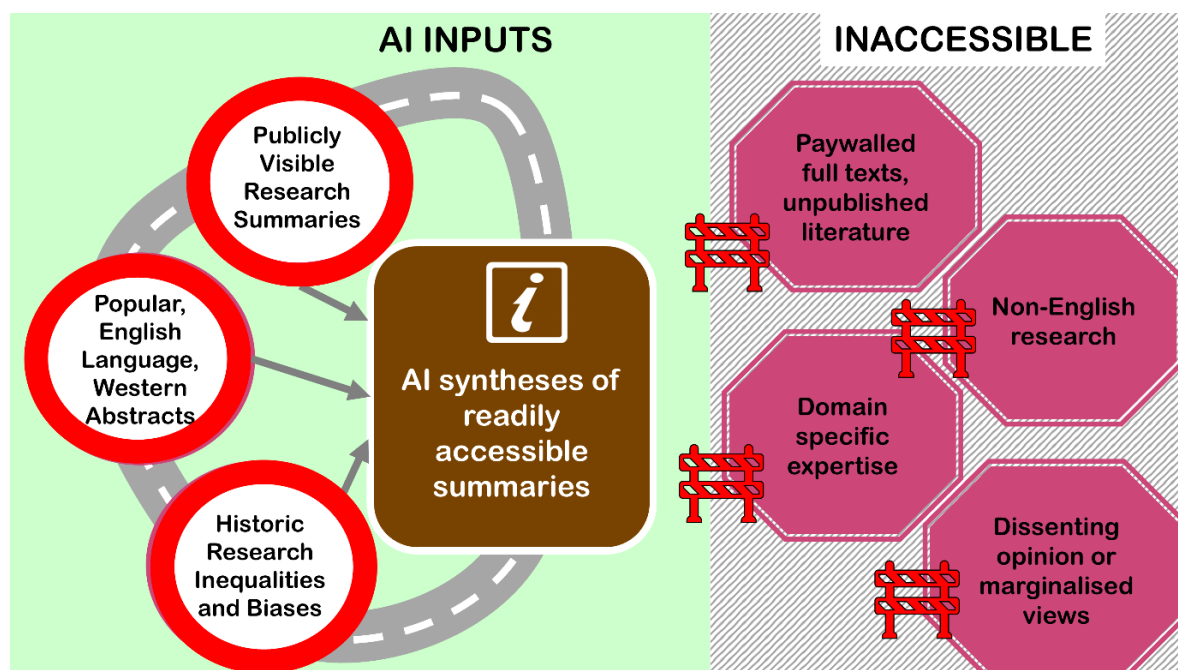 AI INPUTS
Publicly
Visible
Research
Summaries
Popular,
English
Language,
Western
Abstracts
Historic
Research
Inequalities
and Biases
i
AI syntheses of
readily
accessible
summaries
INACCESSIBLE
Paywalled
full texts,
unpublished
literature
Non-English
research
Domain
specific
expertise
Dissenting
opinion or
marginalised
views